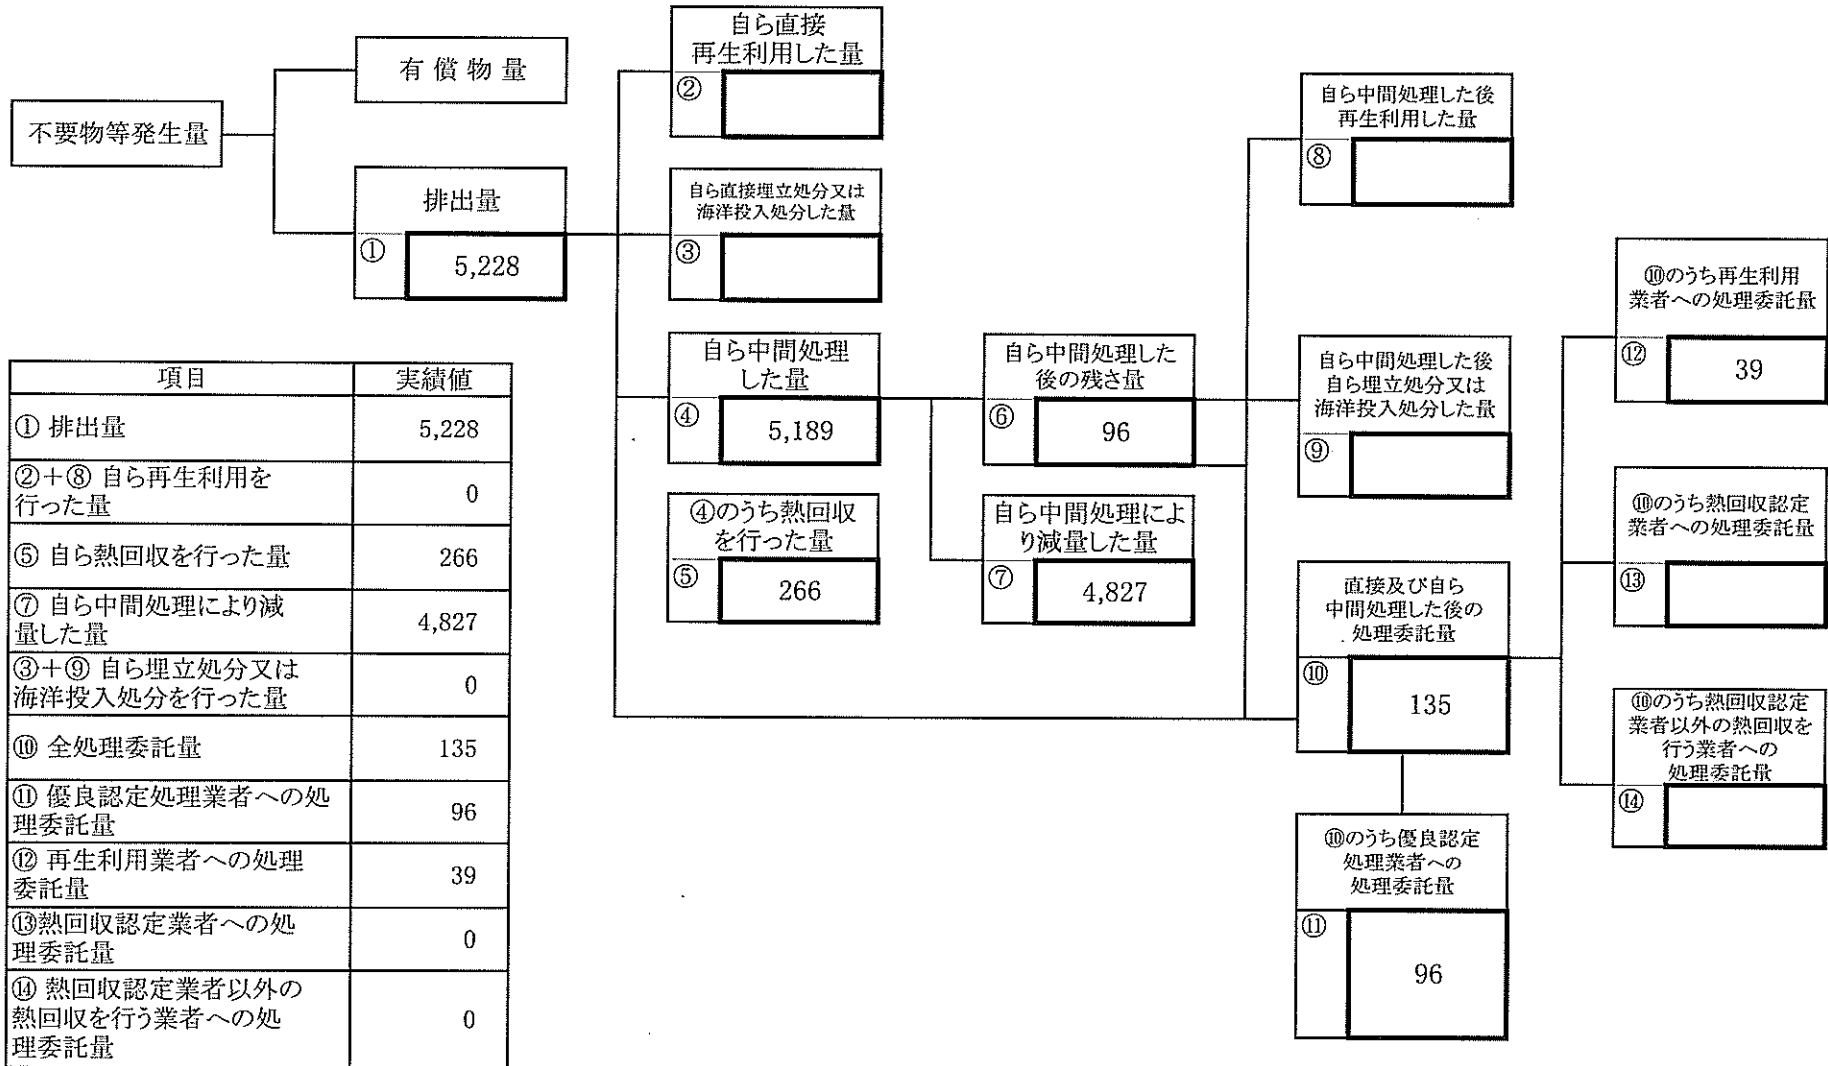 不要物等発生量
有償物量
排出量
①
5,228
自ら直接
再生利用した量
②
自ら直接埋立処分又は
海洋投入処分した量
③
自ら中間処理
した量
④
5,189
④のうち熱回収
を行った量
⑤
266
自ら中間処理した
後の残さ量
⑥
96
自ら中間処理によ
り減量した量
⑦
4,827
自ら中間処理した後
再生利用した量
⑧
自ら中間処理した後
自ら埋立処分又は
海洋投入処分した量
⑨
直接及び自ら
中間処理した後の
処理委託量
⑩
135
⑩のうち優良認定
処理業者への
処理委託量
⑪
96
⑩のうち再生利用
業者への処理委託量
⑫
39
⑩のうち熱回収認定
業者への処理委託量
⑬
⑩のうち熱回収認定
業者以外の熱回収を
行う業者への
処理委託量
⑭
項目 実績値
① 排出量 5,228
②+⑧ 自ら再生利用を
行った量 0
⑤ 自ら熱回収を行った量 266
⑦ 自ら中間処理により減
量した量 4,827
③+⑨ 自ら埋立処分又は
海洋投入処分を行った量 0
⑩ 全処理委託量 135
⑪ 優良認定処理業者への処
理委託量 96
⑫ 再生利用業者への処理
委託量 39
⑬熱回収認定業者への処
理委託量 0
⑭ 熱回収認定業者以外の
熱回収を行う業者への処
理委託量 0